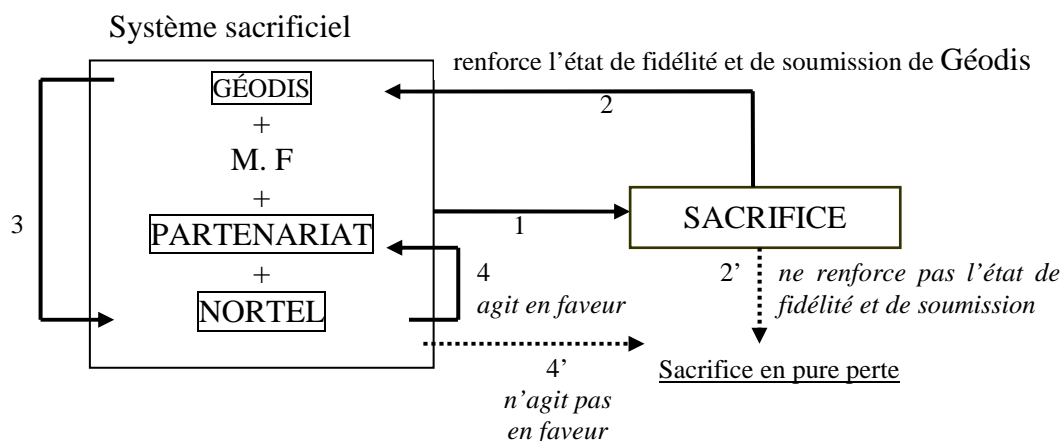 Système sacrificiel
renforce l’état de fidélité et de soumission de Géodis
GÉODIS
2
+
M. F
+
3
PARTENARIAT
1
SACRIFICE
+
NORTEL
4
agit en faveur
2’
ne renforce pas l’état de
fidélité et de soumission
4’
n’agit pas
en faveur
Sacrifice en pure perte